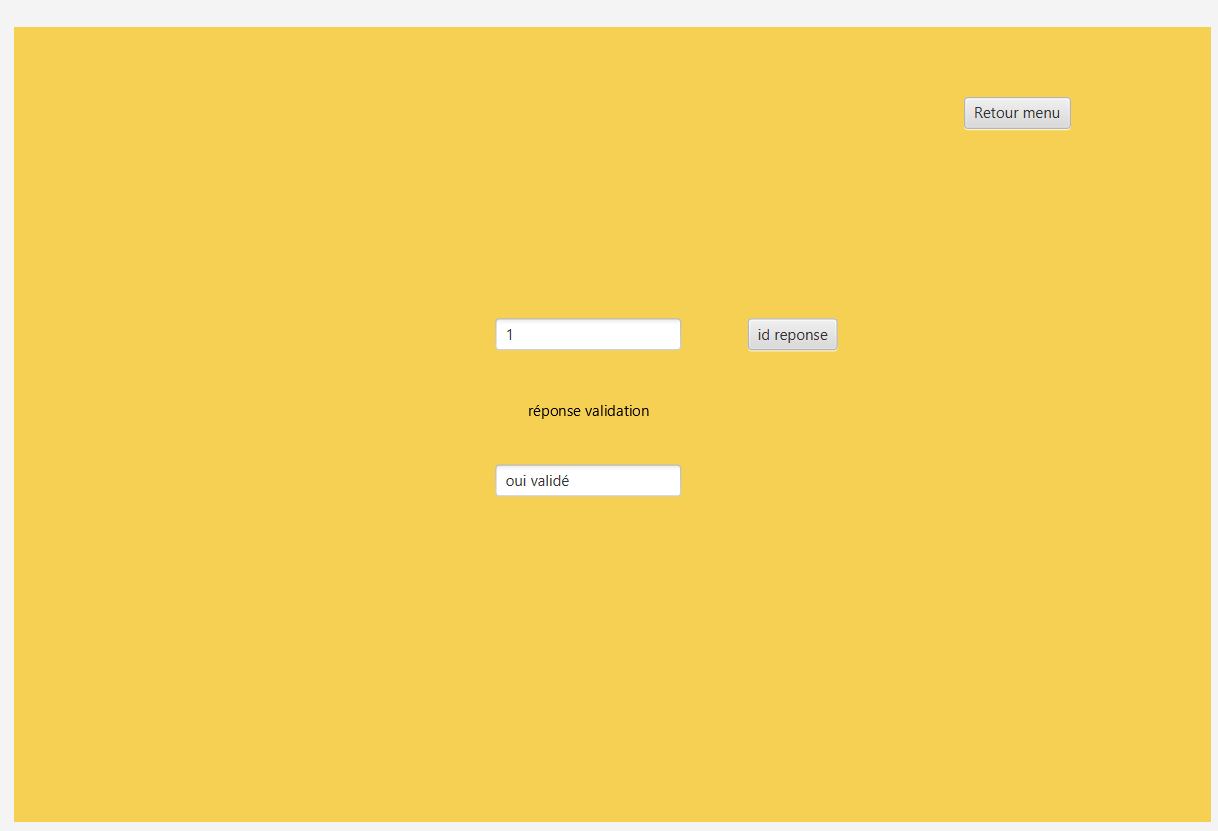 Retour menu
1
id reponse
réponse validation
oui validé